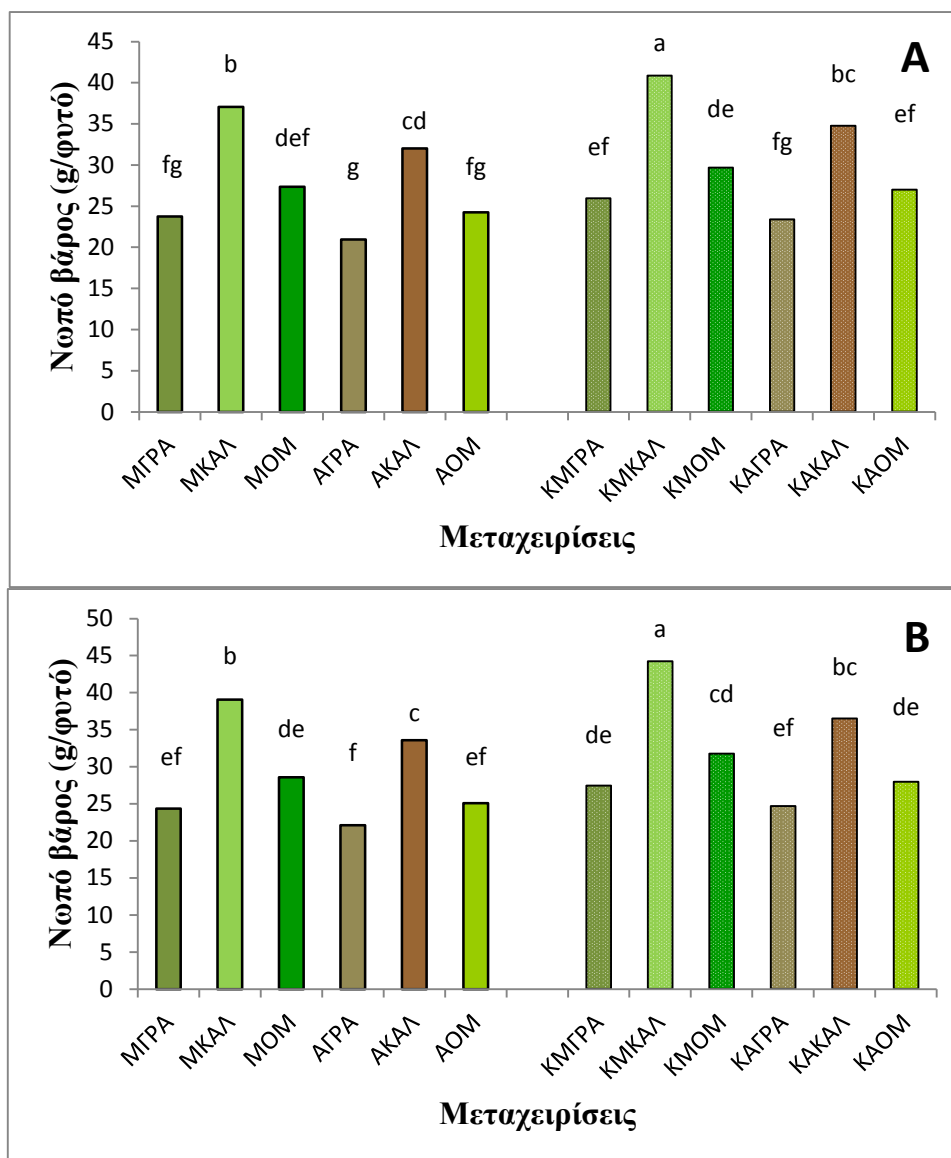 A
Νωπό βάρος (g/φυτό)
45
40
35
30
25
20
15
10
5
0
fg
b
def
g
cd
fg
ef
a
de
fg
bc
ef
ΜΓΡΑ
ΜΚΑΛ
ΜΟΜ
ΑΓΡΑ
ΑΚΑΛ
ΑΟΜ
ΚΜΓΡΑ
ΚΜΚΑΛ
ΚΜΟΜ
ΚΑΓΡΑ
ΚΑΚΑΛ
ΚΑΟΜ
Μεταχειρίσεις
B
Νωπό βάρος (g/φυτό)
50
45
40
35
30
25
20
15
10
5
0
ef
b
de
f
c
ef
de
a
cd
ef
bc
de
ΜΓΡΑ
ΜΚΑΛ
ΜΟΜ
ΑΓΡΑ
ΑΚΑΛ
ΑΟΜ
ΚΜΓΡΑ
ΚΜΚΑΛ
ΚΜΟΜ
ΚΑΓΡΑ
ΚΑΚΑΛ
ΚΑΟΜ
Μεταχειρίσεις